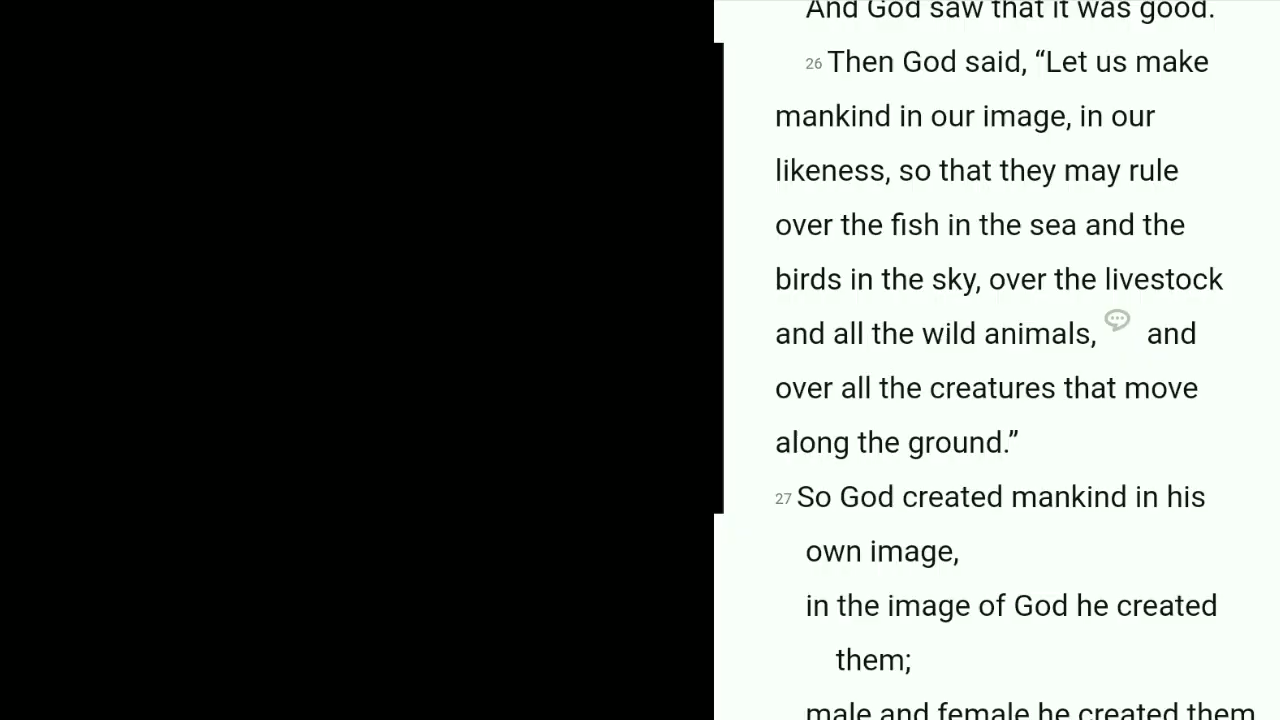 And God saw that it was good.
26 Then God said, “Let us make
mankind in our image, in our
likeness, so that they may rule
over the fish in the sea and the
birds in the sky, over the livestock
and all the wild animals, and
over all the creatures that move
along the ground.”
27 So God created mankind in his
own image,
in the image of God he created
them;
male and female he created them